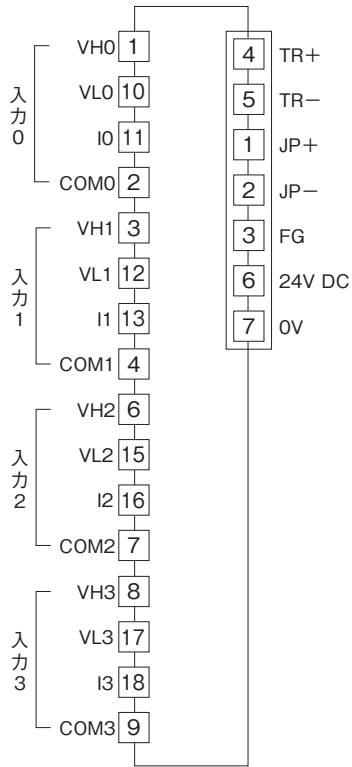 入力0
VH0 1
VL0 10
I0 11
COM0 2
入力1
VH1 3
VL1 12
I1 13
COM1 4
入力2
VH2 6
VL2 15
I2 16
COM2 7
入力3
VH3 8
VL3 17
I3 18
COM3 9
4 TR+
5 TR−
1 JP+
2 JP−
3 FG
6 24V DC
7 0V